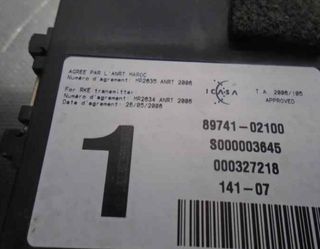 AGREE PAR L'ANRT MAROC
Numéro d'agrément: MR2635 ANRT 2006
For RKE transmitter
Numéro d'agrément: MR2634 ANRT 2006
Date d'agrément: 26/05/2006
ICASA
T.A. 2006/105
APPROVED
1
89741-02100
S000003645
000327218
141-07